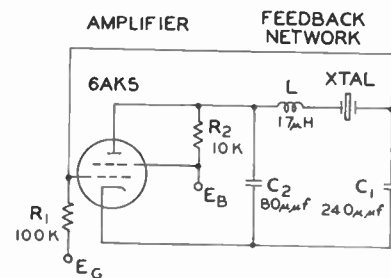 AMPLIFIER
FEEDBACK
NETWORK
6AK5
L
17μH
XTAL
R2
10K
EB
C2
80μμf
C1
240μμf
R1
100K
EG